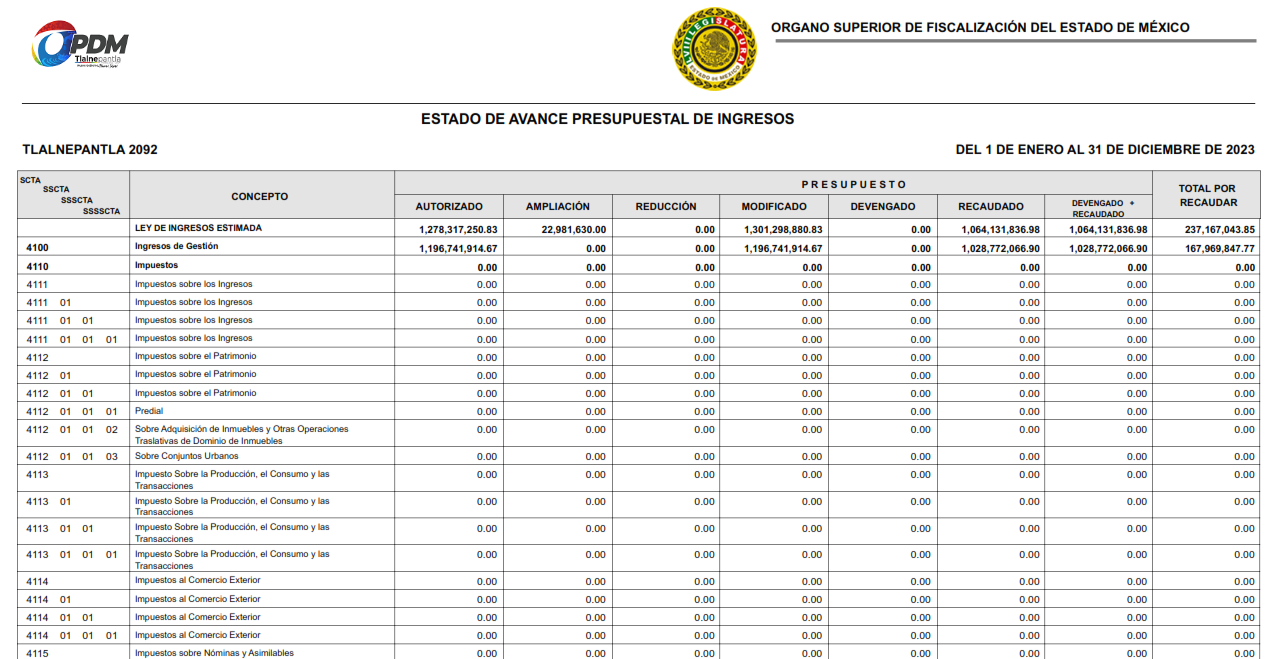 OPDM
Tlalnepantla
ORGANO SUPERIOR DE FISCALIZACIÓN DEL ESTADO DE MÉXICO
LVIII LEGISLATURA
ESTADO DE MÉXICO
ESTADO DE AVANCE PRESUPUESTAL DE INGRESOS
TLALNEPANTLA 2092 DEL 1 DE ENERO AL 31 DE DICIEMBRE DE 2023
SCTA
SSCTA
SSSCTA
SSSSCTA
CONCEPTO
PRESUPUESTO
TOTAL POR
RECAUDAR
AUTORIZADO AMPLIACIÓN REDUCCIÓN MODIFICADO DEVENGADO RECAUDADO DEVENGADO +
RECAUDADO
LEY DE INGRESOS ESTIMADA 1,278,317,250.83 22,981,630.00 0.00 1,301,298,880.83 0.00 1,064,131,836.98 1,064,131,836.98 237,167,043.85
4100 Ingresos de Gestión 1,196,741,914.67 0.00 0.00 1,196,741,914.67 0.00 1,028,772,066.90 1,028,772,066.90 167,969,847.77
4110 Impuestos 0.00 0.00 0.00 0.00 0.00 0.00 0.00 0.00
4111 Impuestos sobre los Ingresos 0.00 0.00 0.00 0.00 0.00 0.00 0.00 0.00
4111 01 Impuestos sobre los Ingresos 0.00 0.00 0.00 0.00 0.00 0.00 0.00 0.00
4111 01 01 Impuestos sobre los Ingresos 0.00 0.00 0.00 0.00 0.00 0.00 0.00 0.00
4111 01 01 01 Impuestos sobre los Ingresos 0.00 0.00 0.00 0.00 0.00 0.00 0.00 0.00
4112 Impuestos sobre el Patrimonio 0.00 0.00 0.00 0.00 0.00 0.00 0.00 0.00
4112 01 Impuestos sobre el Patrimonio 0.00 0.00 0.00 0.00 0.00 0.00 0.00 0.00
4112 01 01 Impuestos sobre el Patrimonio 0.00 0.00 0.00 0.00 0.00 0.00 0.00 0.00
4112 01 01 01 Predial 0.00 0.00 0.00 0.00 0.00 0.00 0.00 0.00
4112 01 01 02 Sobre Adquisición de Inmuebles y Otras Operaciones 0.00 0.00 0.00 0.00 0.00 0.00 0.00 0.00
Traslativas de Dominio de Inmuebles
4112 01 01 03 Sobre Conjuntos Urbanos 0.00 0.00 0.00 0.00 0.00 0.00 0.00 0.00
4113 Impuesto Sobre la Producción, el Consumo y las 0.00 0.00 0.00 0.00 0.00 0.00 0.00 0.00
Transacciones
4113 01 Impuesto Sobre la Producción, el Consumo y las 0.00 0.00 0.00 0.00 0.00 0.00 0.00 0.00
Transacciones
4113 01 01 Impuesto Sobre la Producción, el Consumo y las 0.00 0.00 0.00 0.00 0.00 0.00 0.00 0.00
Transacciones
4113 01 01 01 Impuesto Sobre la Producción, el Consumo y las 0.00 0.00 0.00 0.00 0.00 0.00 0.00 0.00
Transacciones
4114 Impuestos al Comercio Exterior 0.00 0.00 0.00 0.00 0.00 0.00 0.00 0.00
4114 01 Impuestos al Comercio Exterior 0.00 0.00 0.00 0.00 0.00 0.00 0.00 0.00
4114 01 01 Impuestos al Comercio Exterior 0.00 0.00 0.00 0.00 0.00 0.00 0.00 0.00
4114 01 01 01 Impuestos al Comercio Exterior 0.00 0.00 0.00 0.00 0.00 0.00 0.00 0.00
4115 Impuestos sobre Nóminas y Asimilables 0.00 0.00 0.00 0.00 0.00 0.00 0.00 0.00